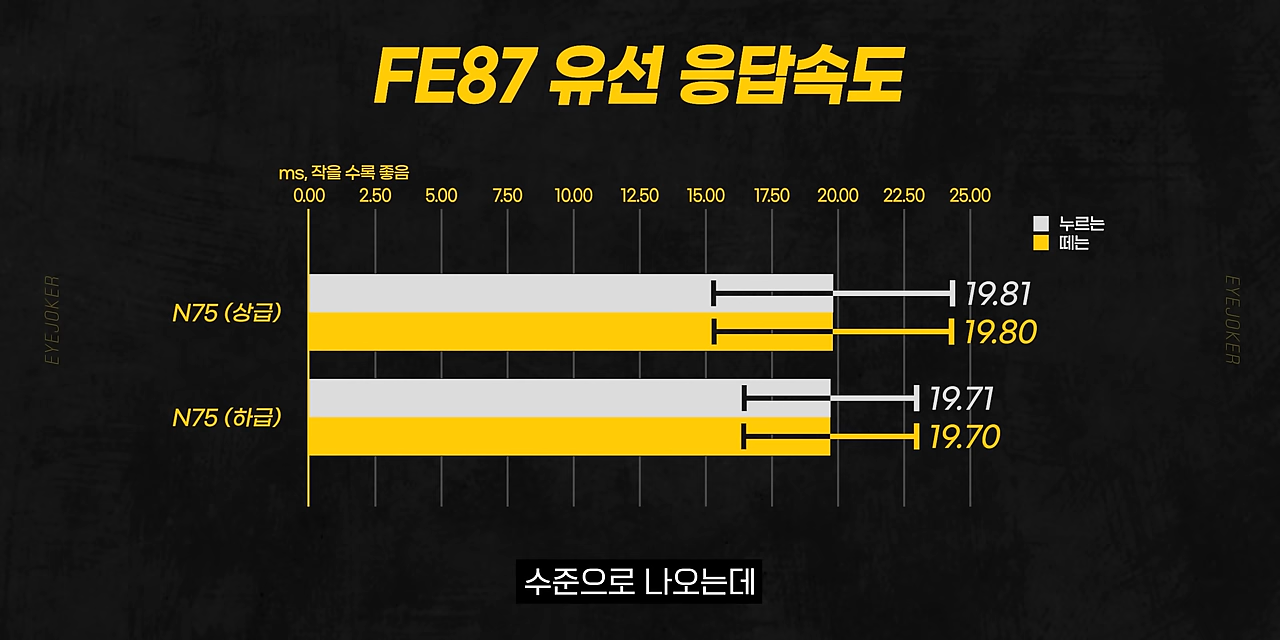 FE87 유선 응답속도
ms, 작을 수록 좋음
0.00 2.50 5.00 7.50 10.00 12.50 15.00 17.50 20.00 22.50 25.00
누르는
떼는
EYEJOKER
EYEJOKER
N75 (상급)
19.81
19.80
N75 (하급)
19.71
19.70
수준으로 나오는데